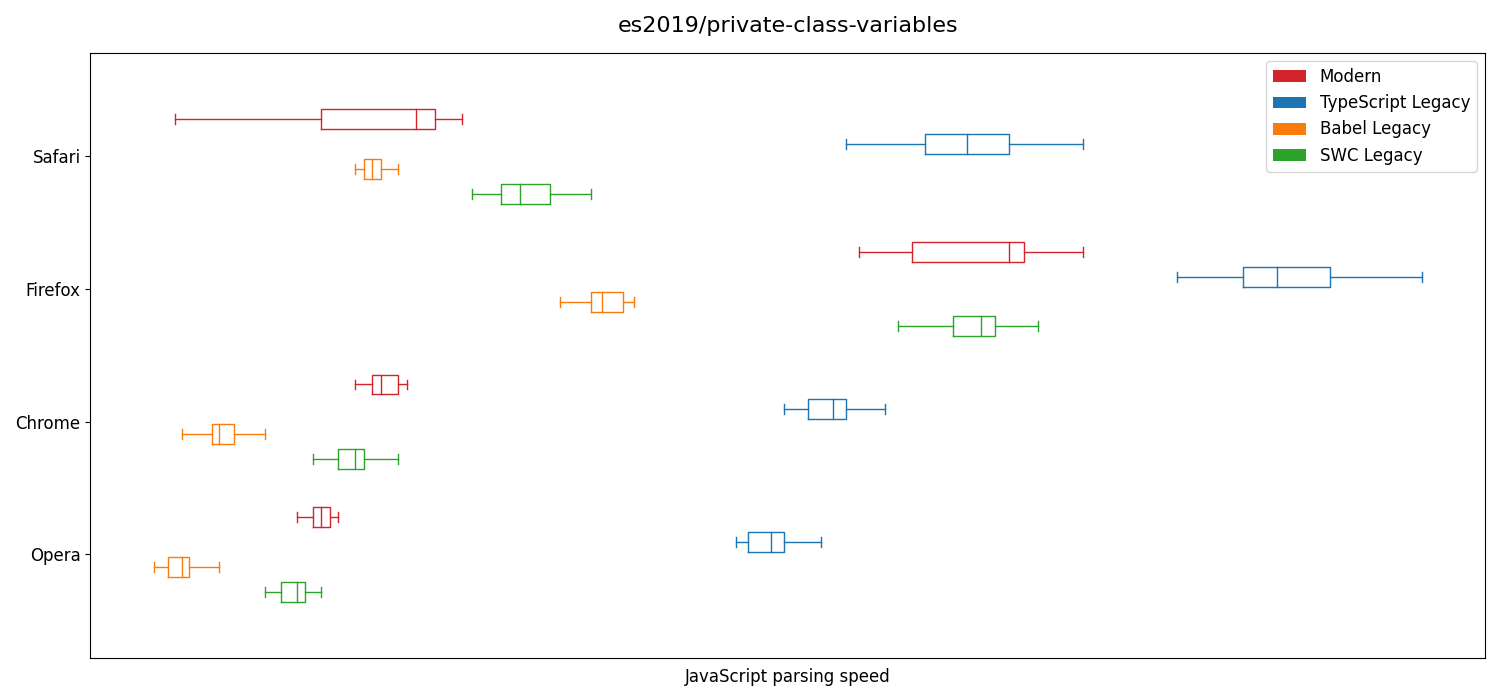 es2019/private-class-variables
Modern
TypeScript Legacy
Babel Legacy
SWC Legacy
Safari
Firefox
Chrome
Opera
JavaScript parsing speed